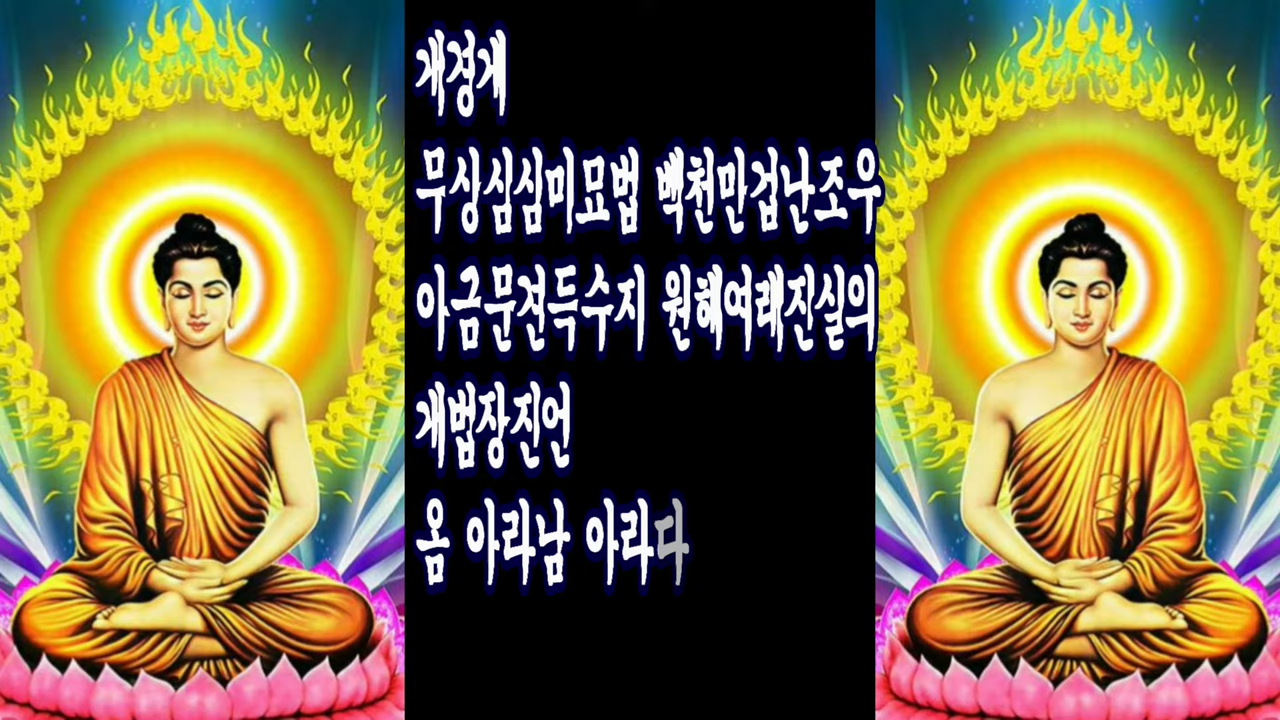 개경게
무상심심미묘법 백천만겁난조우
아금문견득수지 원해여래진실의
개법장진언
옴 아라남 아라다